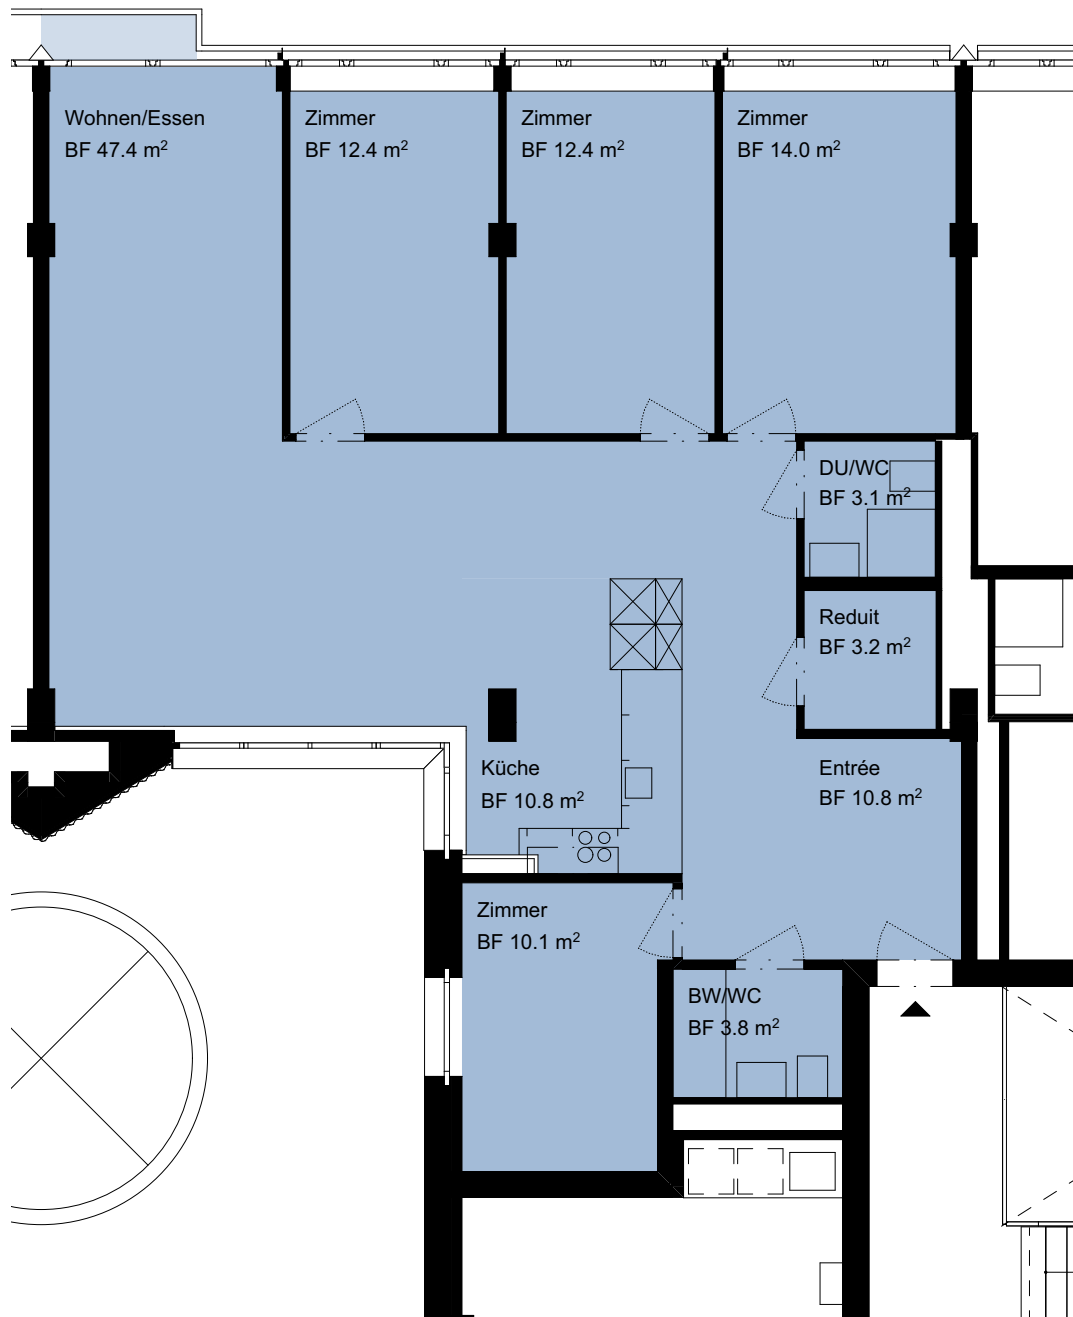 Wohnen/Essen
BF 47.4 m²
Zimmer
BF 12.4 m²
Zimmer
BF 12.4 m²
Zimmer
BF 14.0 m²
DU/WC
BF 3.1 m²
Reduit
BF 3.2 m²
Küche
BF 10.8 m²
Entrée
BF 10.8 m²
Zimmer
BF 10.1 m²
BW/WC
BF 3.8 m²